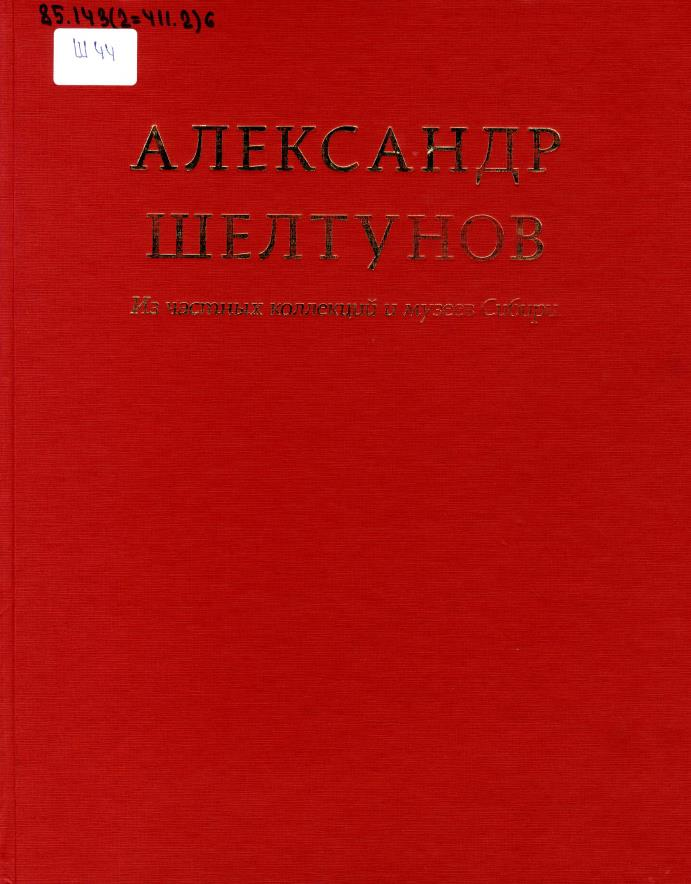 85.143(2=411.2)6
Ш 44
АЛЕКСАНДР
ШЕЛТУНОВ
Из частных коллекций и музеев Сибири